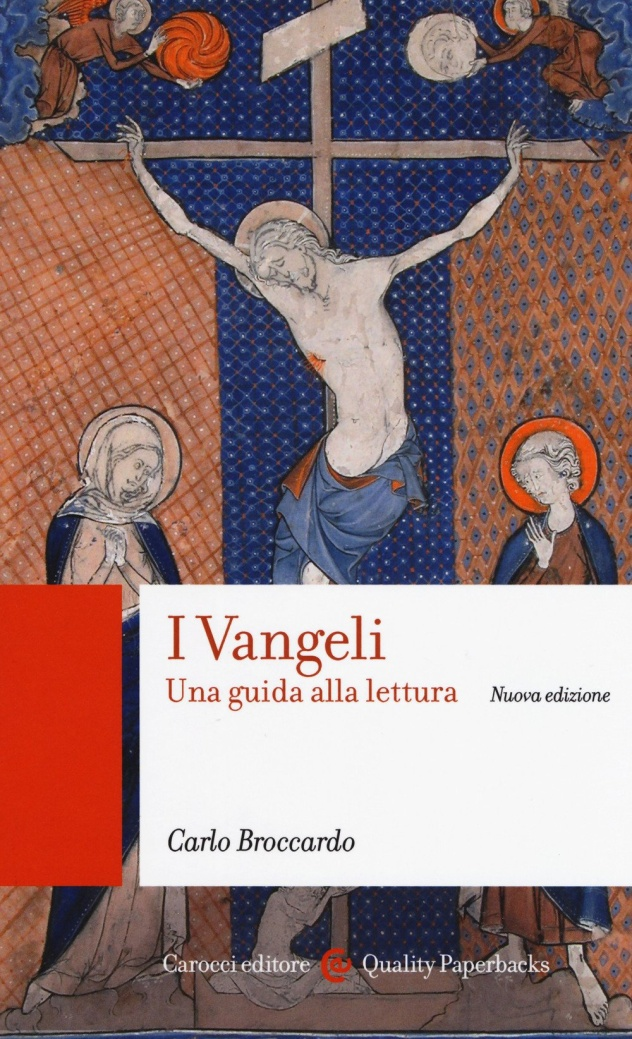 I Vangeli
Una guida alla lettura
Nuova edizione
Carlo Broccardo
Carocci editore
Quality Paperbacks